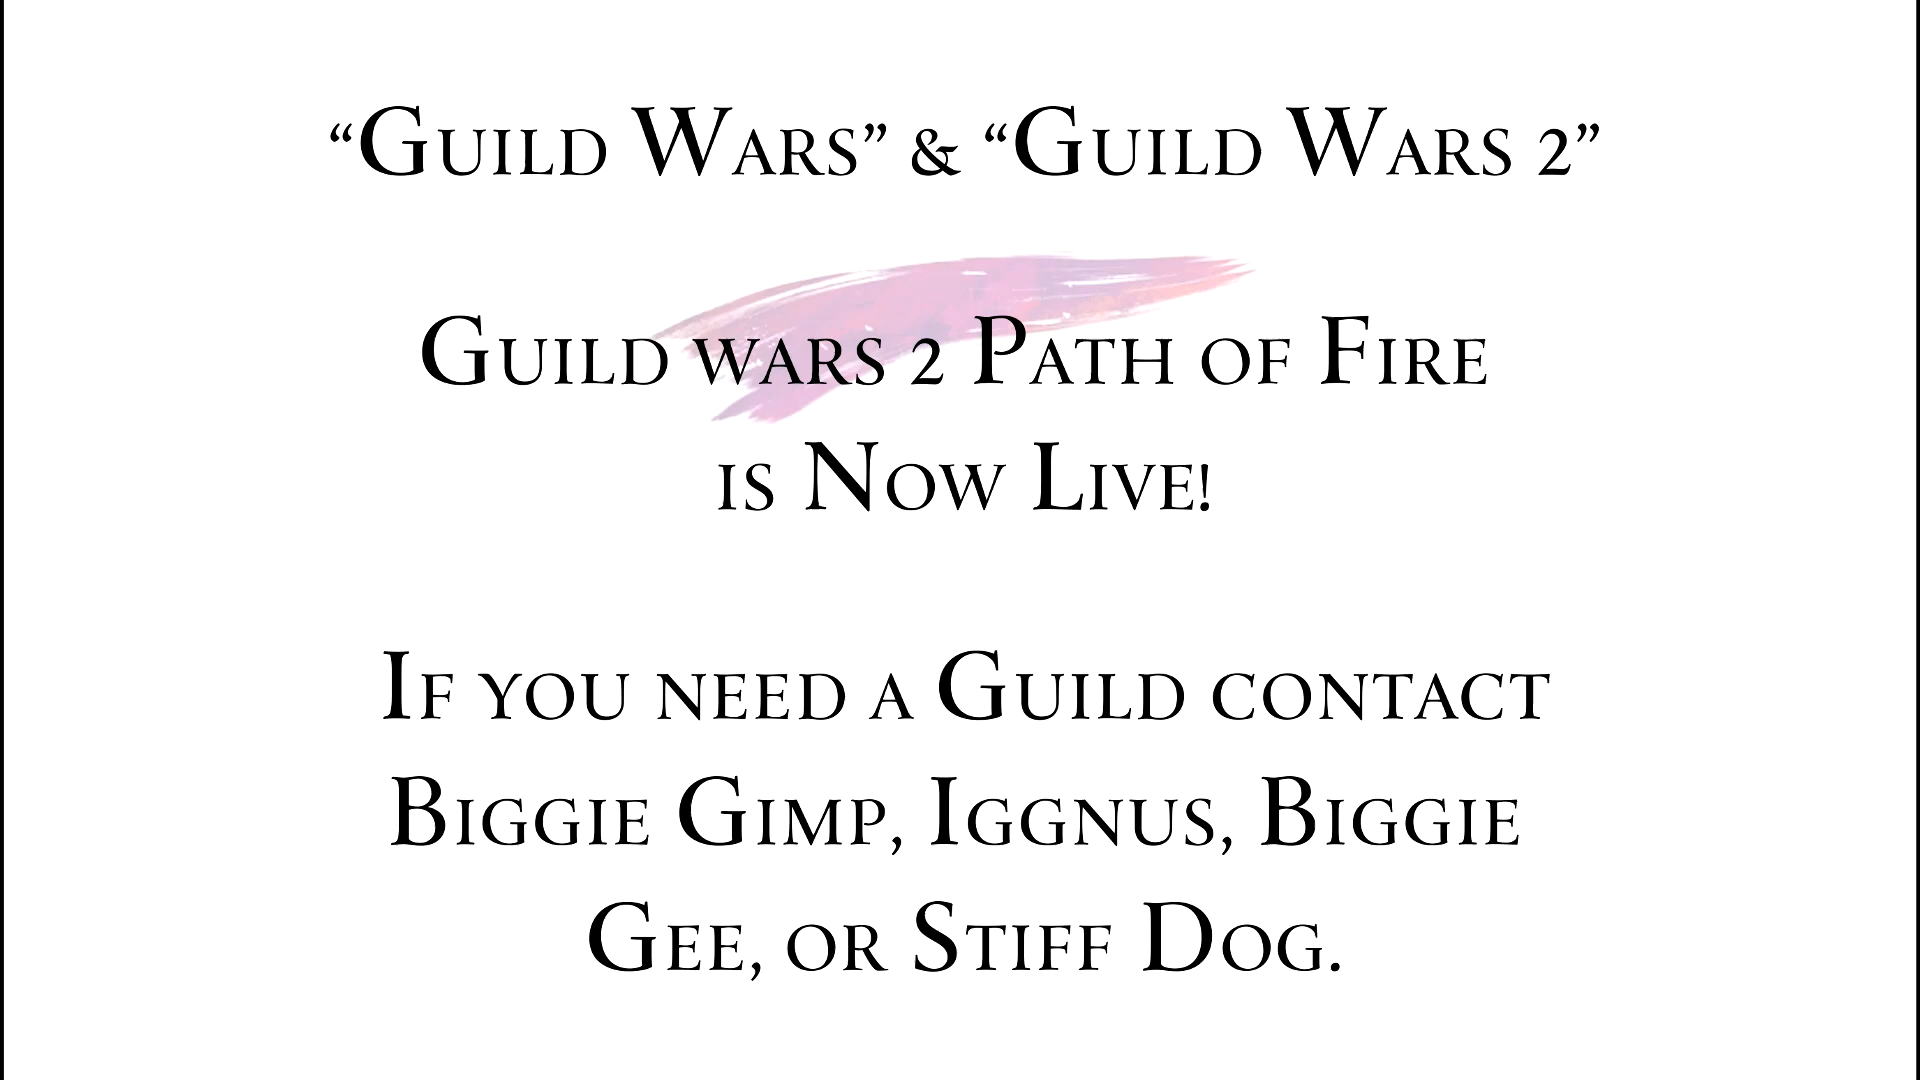 “Guild Wars” & “Guild Wars 2”
Guild wars 2 Path of Fire
is Now Live!
If you need a Guild contact
Biggie Gimp, Iggnus, Biggie
Gee, or Stiff Dog.